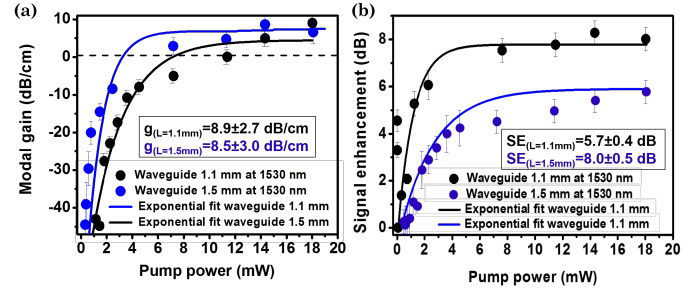 (a)
Modal gain (dB/cm)
10
0
-10
-20
-30
-40
g(L=1.1mm)=8.9±2.7 dB/cm
g(L=1.5mm)=8.5±3.0 dB/cm
Waveguide 1.1 mm at 1530 nm
Waveguide 1.5 mm at 1530 nm
Exponential fit waveguide 1.1 mm
Exponential fit waveguide 1.5 mm
0 2 4 6 8 10 12 14 16 18 20
Pump power (mW)
(b)
Signal enhancement (dB)
8
6
4
2
0
SE(L=1.1mm)=5.7±0.4 dB
SE(L=1.5mm)=8.0±0.5 dB
Waveguide 1.1 mm at 1530 nm
Waveguide 1.5 mm at 1530 nm
Exponential fit waveguide 1.1 mm
Exponential fit waveguide 1.1 mm
0 2 4 6 8 10 12 14 16 18 20
Pump power (mW)